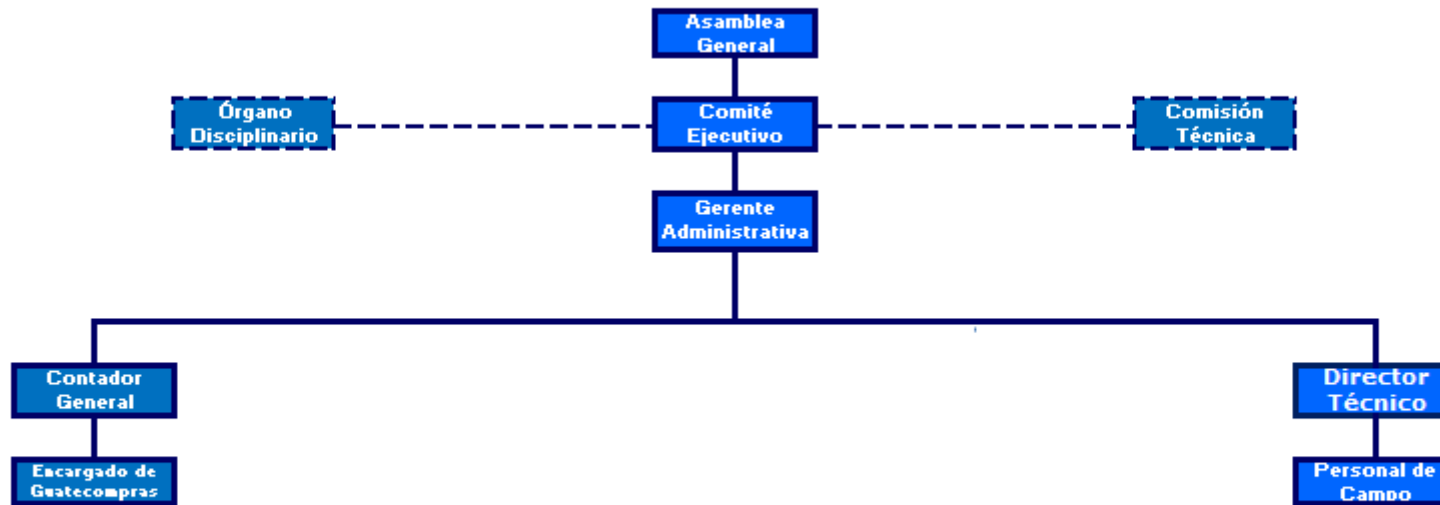 Asamblea
General
Órgano
Disciplinario
Comité
Ejecutivo
Comisión
Técnica
Gerente
Administrativa
Contador
General
Director
Técnico
Encargado de
Guatecompras
Personal de
Campo